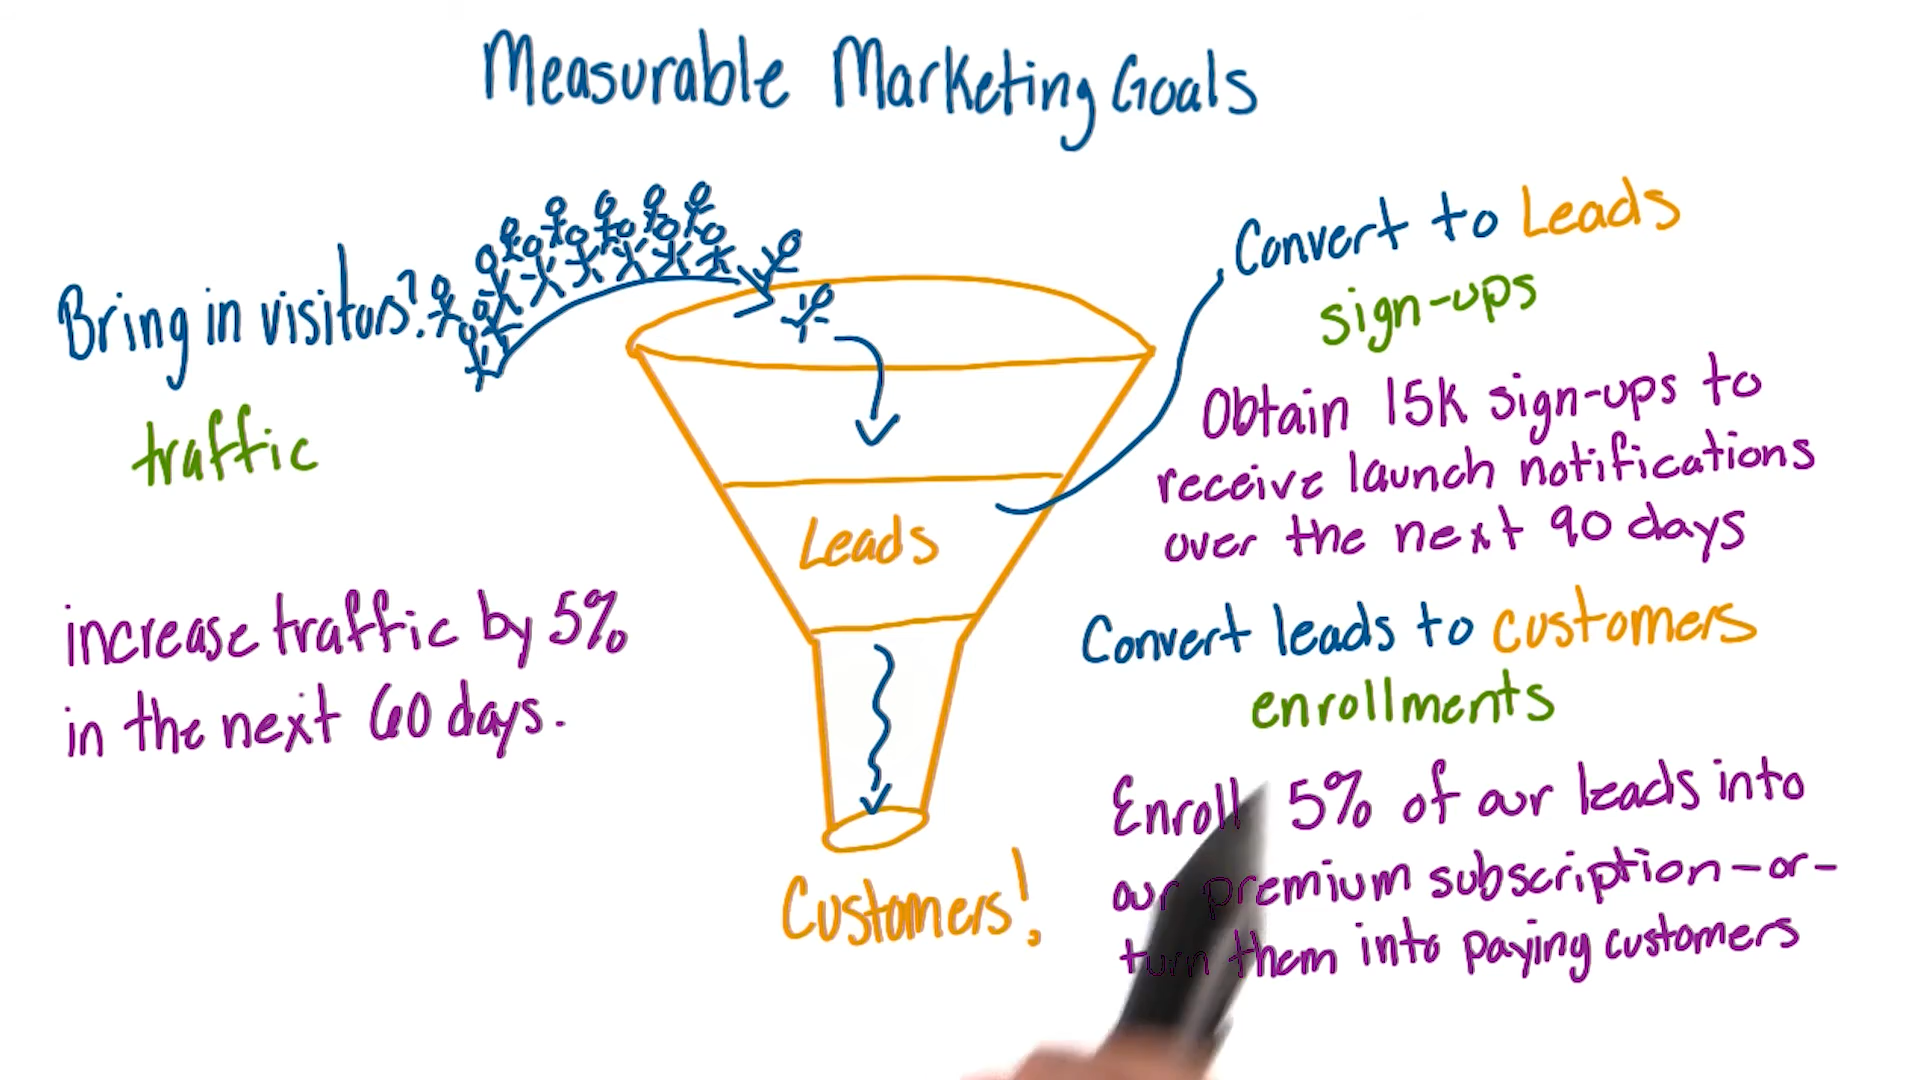 Measurable Marketing Goals
Bring in visitors?
traffic
increase traffic by 5%
in the next 60 days.
Leads
Customers!
Convert to Leads
sign-ups
Obtain 15k sign-ups to
receive launch notifications
over the next 90 days
Convert leads to customers
enrollments
Enroll 5% of our leads into
our premium subscription-or-
turn them into paying customers